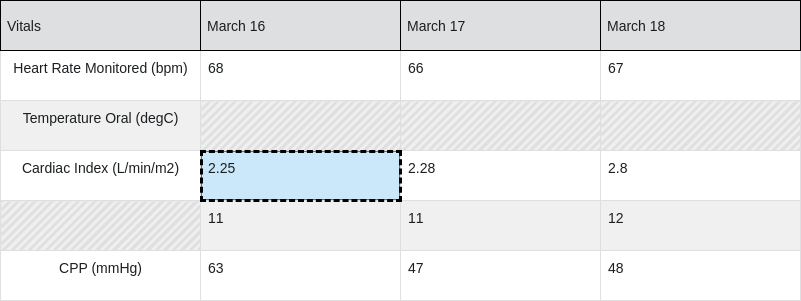 Vitals March 16 March 17 March 18
Heart Rate Monitored (bpm) 68 66 67
Temperature Oral (degC)
Cardiac Index (L/min/m2) 2.25 2.28 2.8
11 11 12
CPP (mmHg) 63 47 48